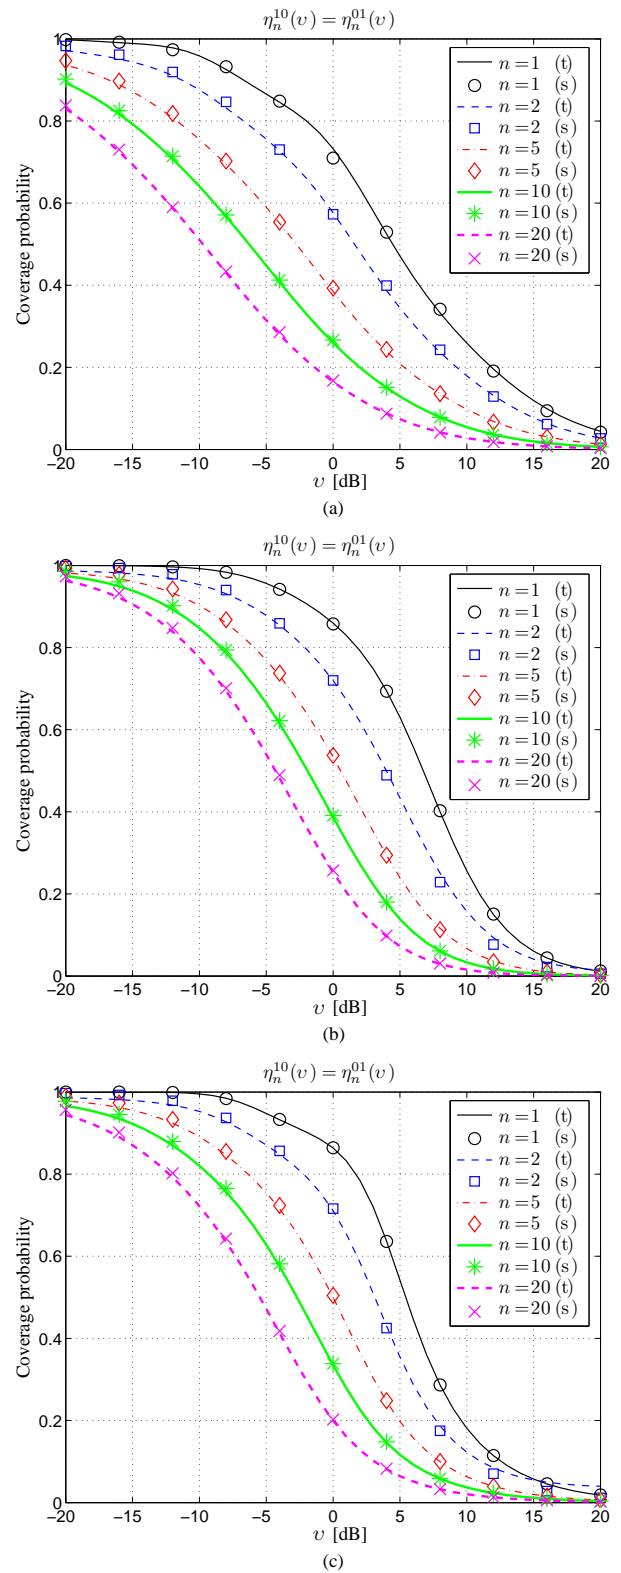 η_n^{10}(υ) = η_n^{01}(υ)
1
0.8
0.6
0.4
0.2
0
Coverage probability
n = 1 (t)
n = 1 (s)
n = 2 (t)
n = 2 (s)
n = 5 (t)
n = 5 (s)
n = 10 (t)
n = 10 (s)
n = 20 (t)
n = 20 (s)
−20 −15 −10 −5 0 5 10 15 20
υ [dB]
(a)
η_n^{10}(υ) = η_n^{01}(υ)
1
0.8
0.6
0.4
0.2
0
Coverage probability
n = 1 (t)
n = 1 (s)
n = 2 (t)
n = 2 (s)
n = 5 (t)
n = 5 (s)
n = 10 (t)
n = 10 (s)
n = 20 (t)
n = 20 (s)
−20 −15 −10 −5 0 5 10 15 20
υ [dB]
(b)
η_n^{10}(υ) = η_n^{01}(υ)
1
0.8
0.6
0.4
0.2
0
Coverage probability
n = 1 (t)
n = 1 (s)
n = 2 (t)
n = 2 (s)
n = 5 (t)
n = 5 (s)
n = 10 (t)
n = 10 (s)
n = 20 (t)
n = 20 (s)
−20 −15 −10 −5 0 5 10 15 20
υ [dB]
(c)